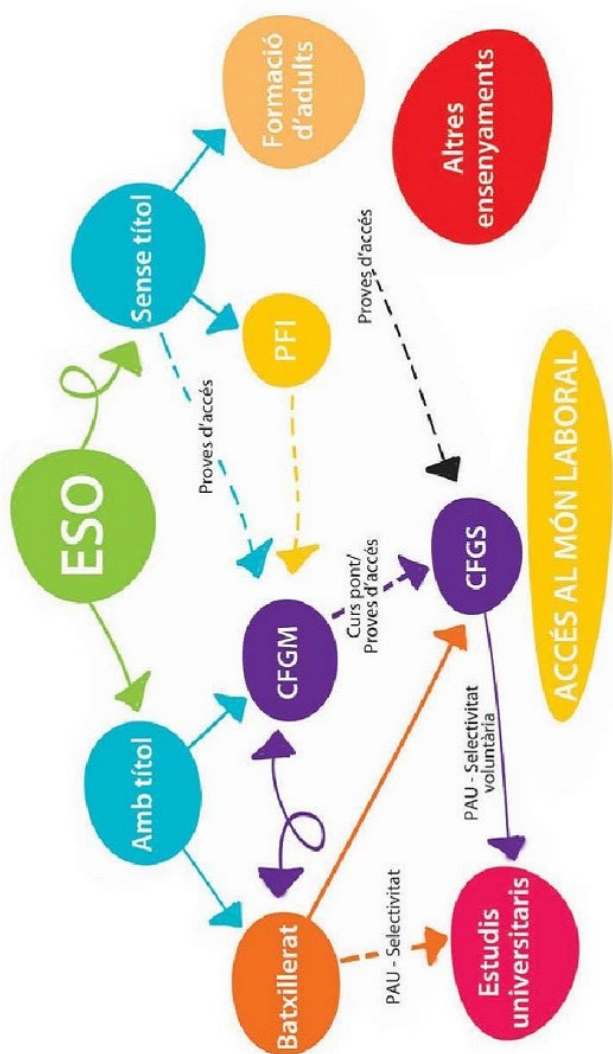 ESO
Amb títol
Sense títol
Proves d'accés
Batxillerat
CFGM
PFI
Formació
d'adults
Curs pont/
Proves d'accés
Proves d'accés
PAU - Selectivitat
PAU - Selectivitat
voluntària
CFGS
Altres
ensenyaments
Estudis
universitaris
ACCÉS AL MÓN LABORAL